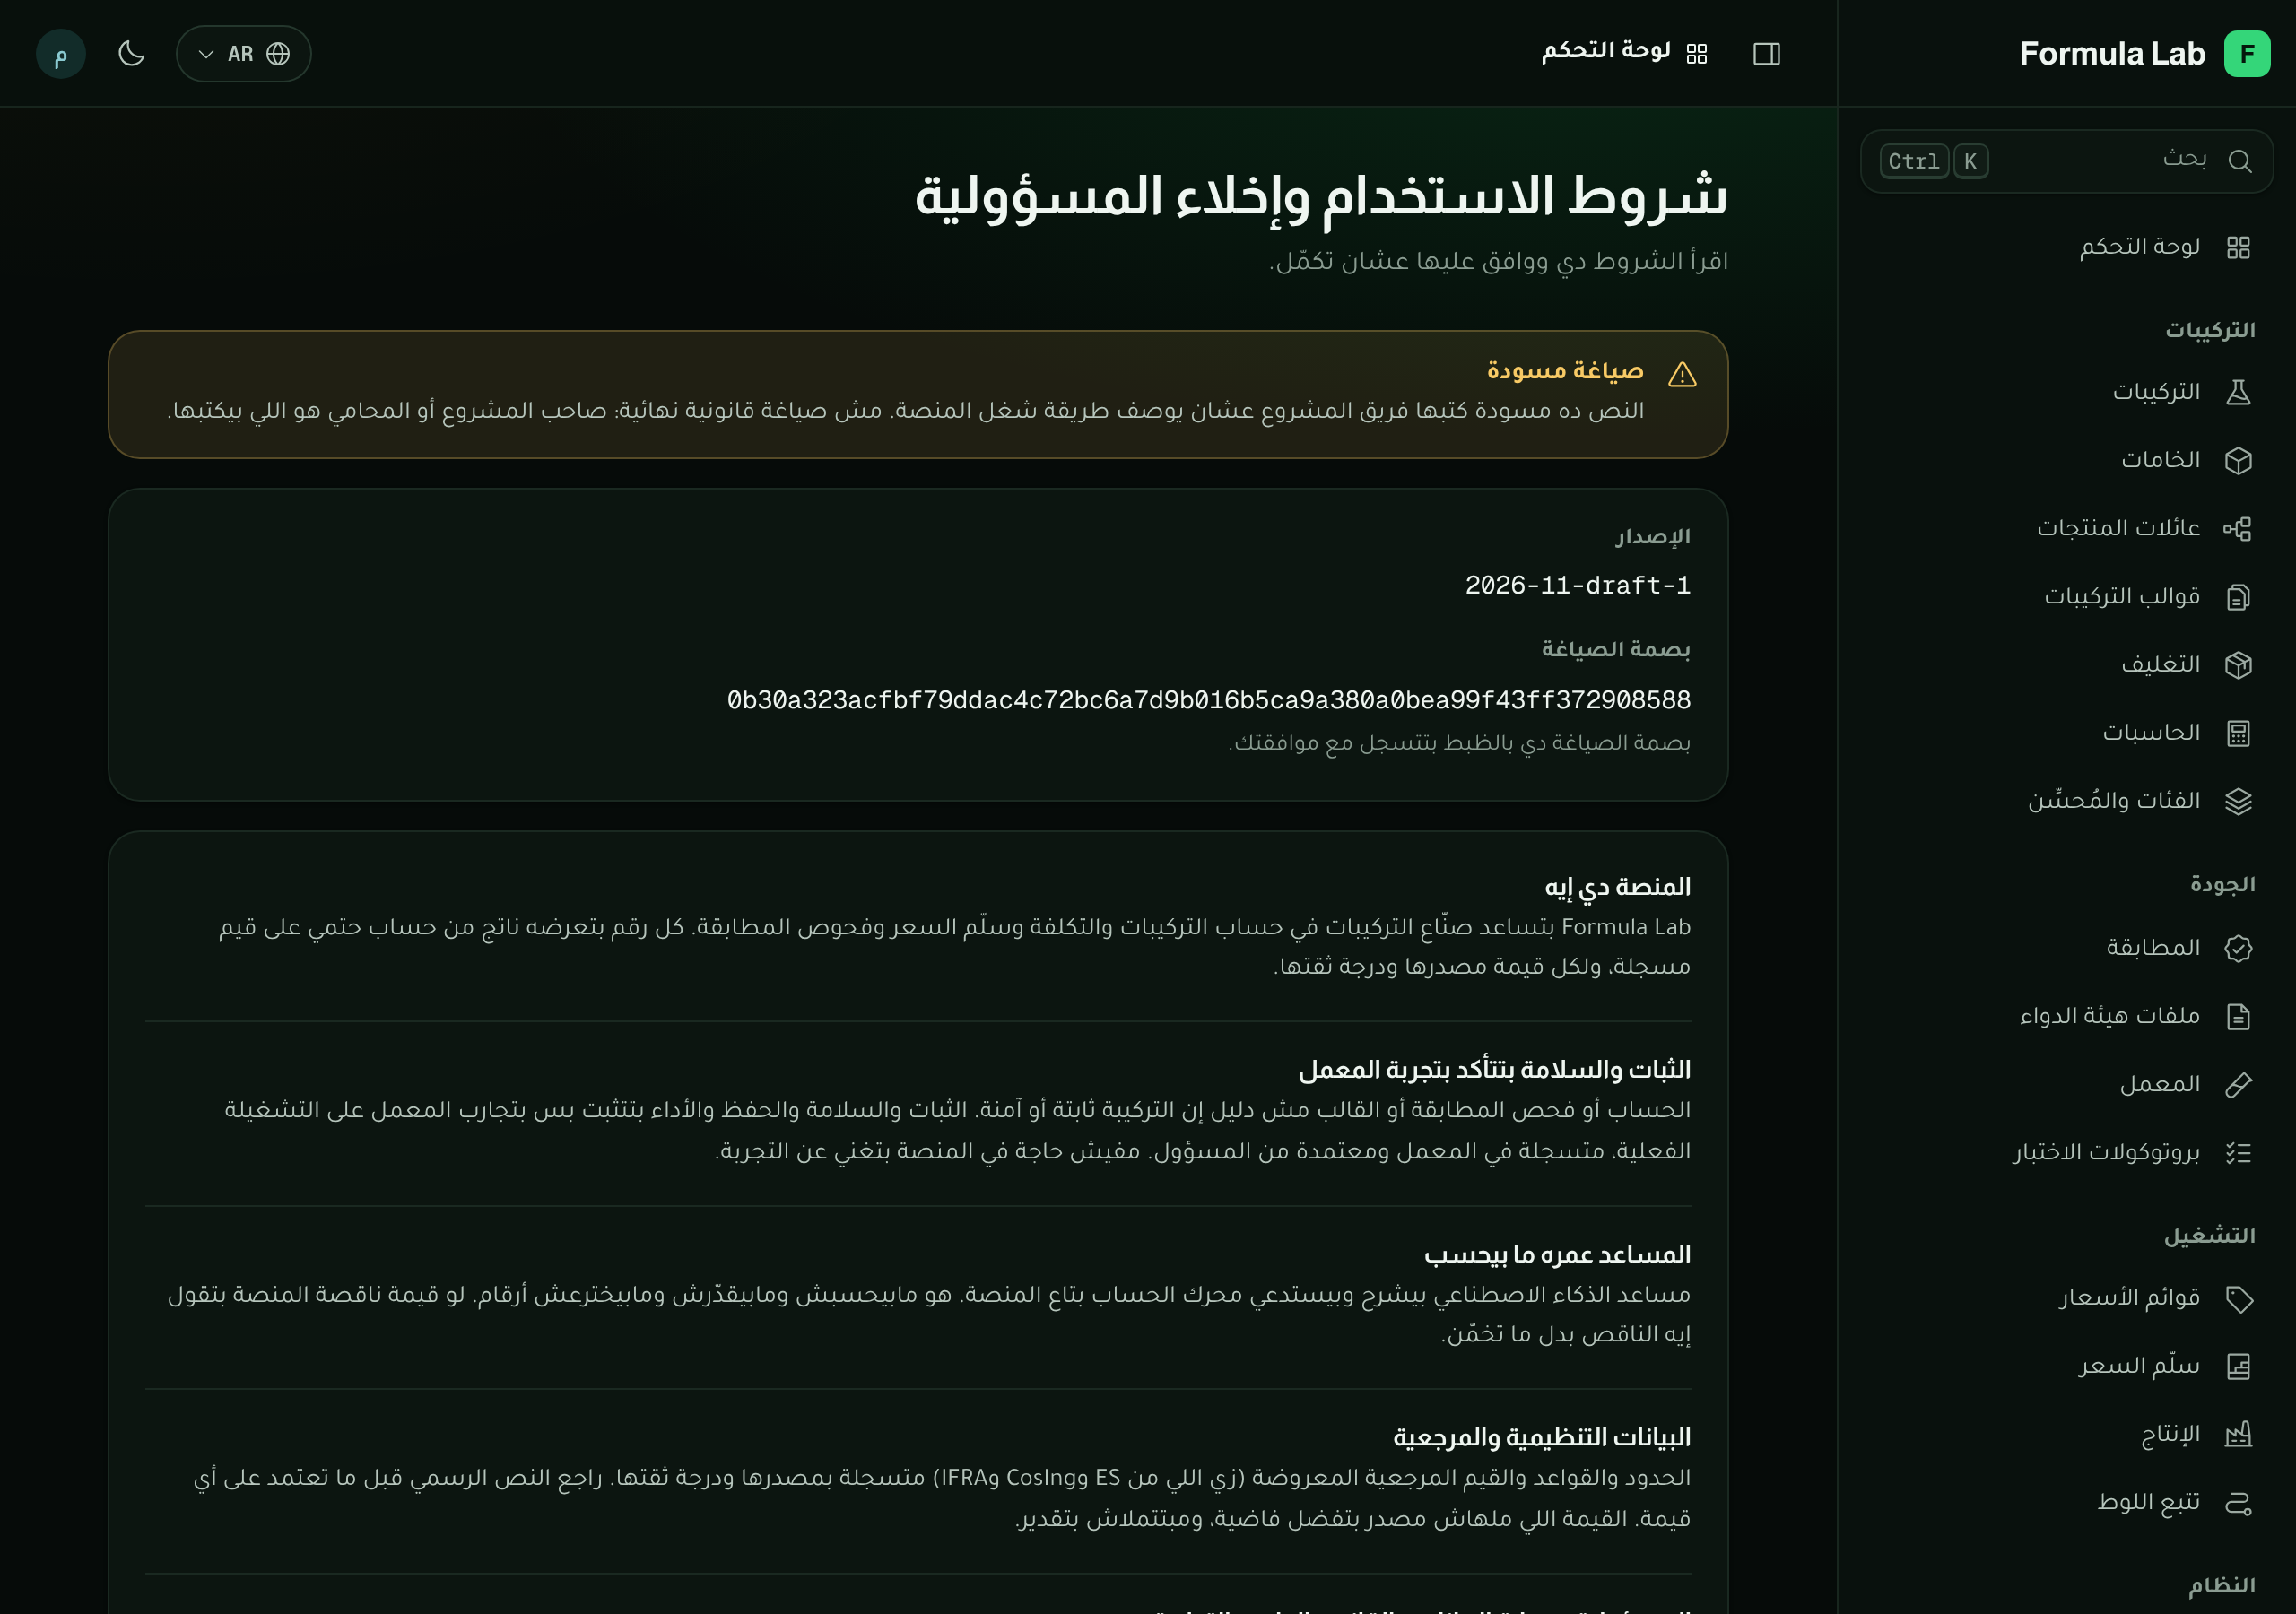 Formula Lab
F
لوحة التحكم
AR
م
بحث
Ctrl K
لوحة التحكم
التركيبات
التركيبات
الخامات
عائلات المنتجات
قوالب التركيبات
التغليف
الحاسبات
الفئات والمُحسِّن
الجودة
المطابقة
ملفات هيئة الدواء
المعمل
بروتوكولات الاختبار
التشغيل
قوائم الأسعار
سلّم السعر
الإنتاج
تتبع اللوط
النظام
شروط الاستخدام وإخلاء المسؤولية
اقرأ الشروط دي ووافق عليها عشان تكمّل.
صياغة مسودة
النص ده مسودة كتبها فريق المشروع عشان يوصف طريقة شغل المنصة. مش صياغة قانونية نهائية: صاحب المشروع أو المحامي هو اللي بيكتبها.
الإصدار
2026-11-draft-1
بصمة الصياغة
0b30a323acfbf79ddac4c72bc6a7d9b016b5ca9a380a0bea99f43ff372908588
بصمة الصياغة دي بالظبط بتتسجل مع موافقتك.
المنصة دي إيه
Formula Lab بتساعد صنّاع التركيبات في حساب التركيبات والتكلفة وسلّم السعر وفحوص المطابقة. كل رقم بتعرضه ناتج من حساب حتمي على قيم
مسجلة، ولكل قيمة مصدرها ودرجة ثقتها.
الثبات والسلامة بتتأكد بتجربة المعمل
الحساب أو فحص المطابقة أو القالب مش دليل إن التركيبة ثابتة أو آمنة. الثبات والسلامة والحفظ والأداء بتتثبت بس بتجارب المعمل على التشغيلة
الفعلية، متسجلة في المعمل ومعتمدة من المسؤول. مفيش حاجة في المنصة بتغني عن التجربة.
المساعد عمره ما بيحسب
مساعد الذكاء الاصطناعي بيشرح وبيستدعي محرك الحساب بتاع المنصة. هو مابيحسبش ومابيقدّرش ومابيخترعش أرقام. لو قيمة ناقصة المنصة بتقول
إيه الناقص بدل ما تخمّن.
البيانات التنظيمية والمرجعية
الحدود والقواعد والقيم المرجعية المعروضة (زي اللي من ES وCosIng وIFRA) متسجلة بمصدرها ودرجة ثقتها. راجع النص الرسمي قبل ما تعتمد على أي
قيمة. القيمة اللي ملهاش مصدر بتفضل فاضية، ومبتتملاش بتقدير.